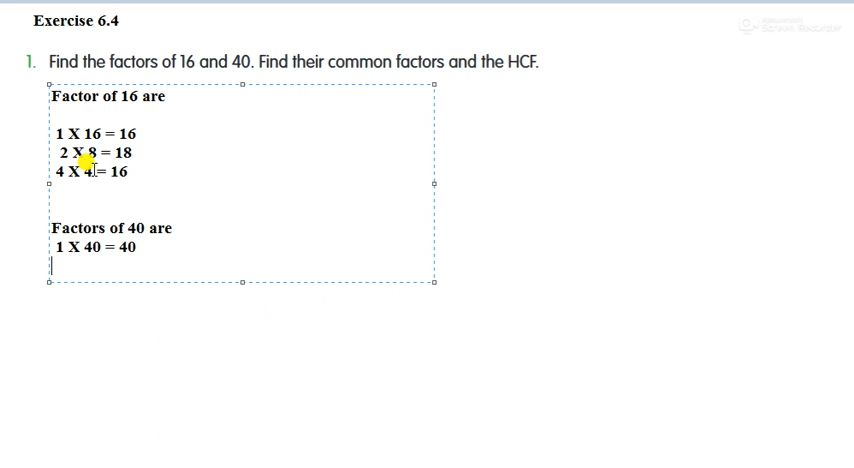 Exercise 6.4
Screen Recorder
1. Find the factors of 16 and 40. Find their common factors and the HCF.
Factor of 16 are
1 X 16 = 16
2 X 8 = 18
4 X 4 = 16
Factors of 40 are
1 X 40 = 40